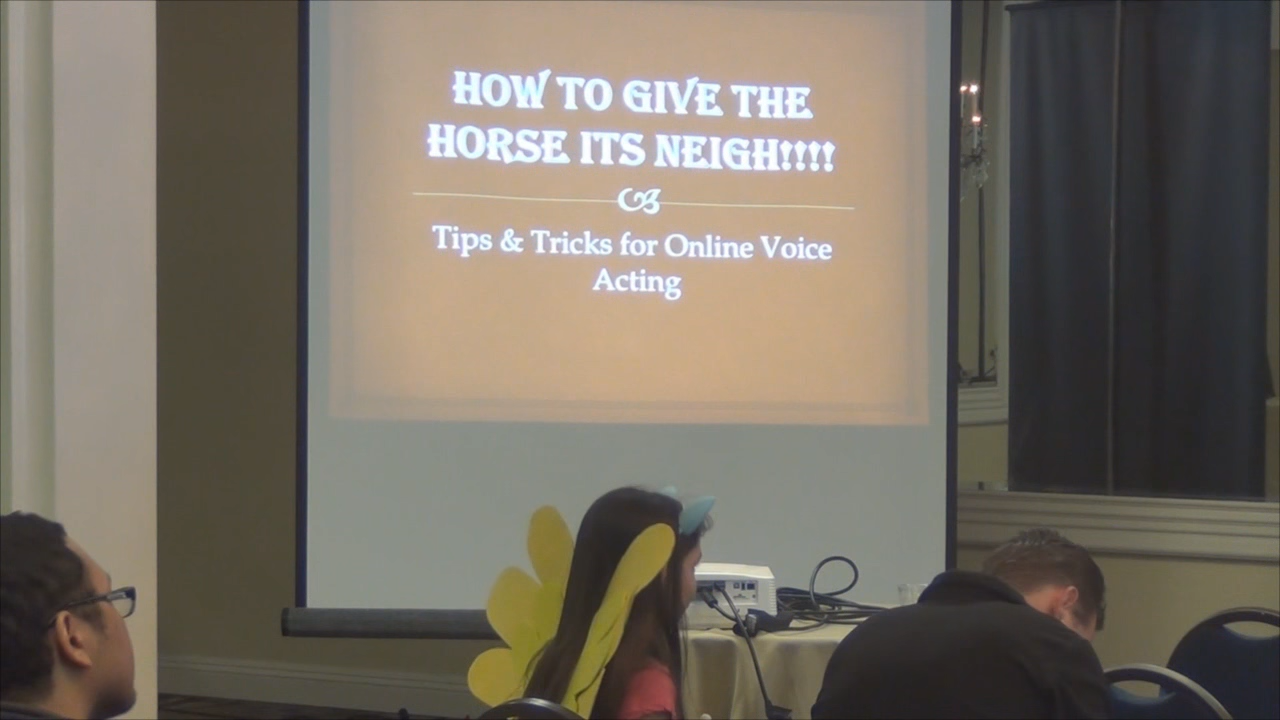 HOW TO GIVE THE
HORSE ITS NEIGH!!!!
Tips & Tricks for Online Voice
Acting